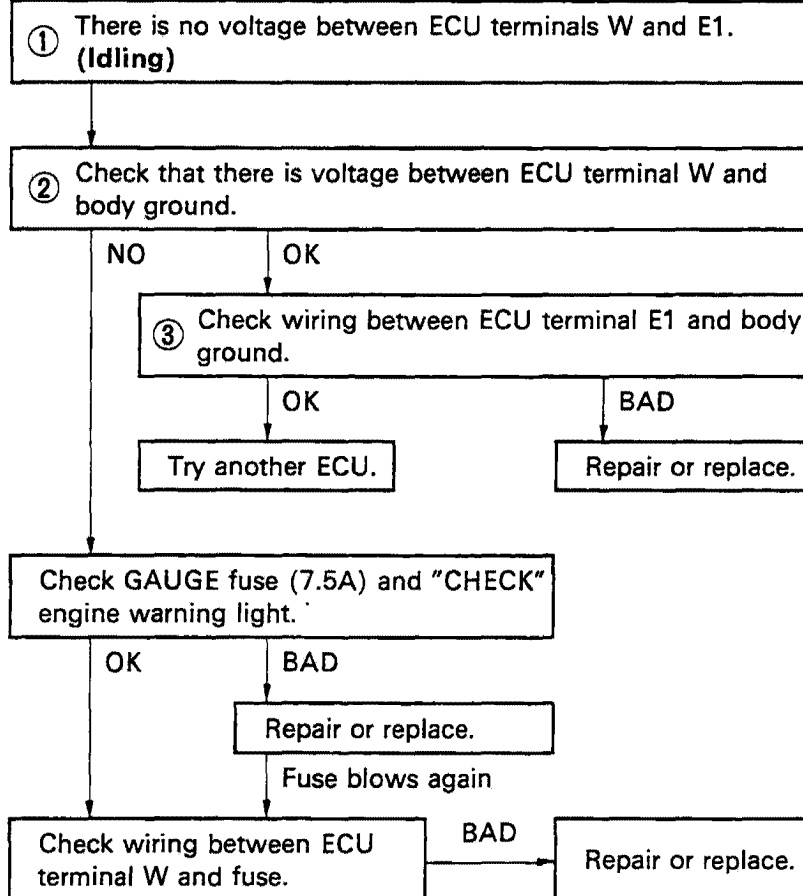 ① There is no voltage between ECU terminals W and E1.
(Idling)
② Check that there is voltage between ECU terminal W and
body ground.
NO
OK
③ Check wiring between ECU terminal E1 and body
ground.
OK
BAD
Try another ECU.
Repair or replace.
Check GAUGE fuse (7.5A) and "CHECK"
engine warning light.
OK
BAD
Repair or replace.
Fuse blows again
Check wiring between ECU
terminal W and fuse.
BAD
Repair or replace.